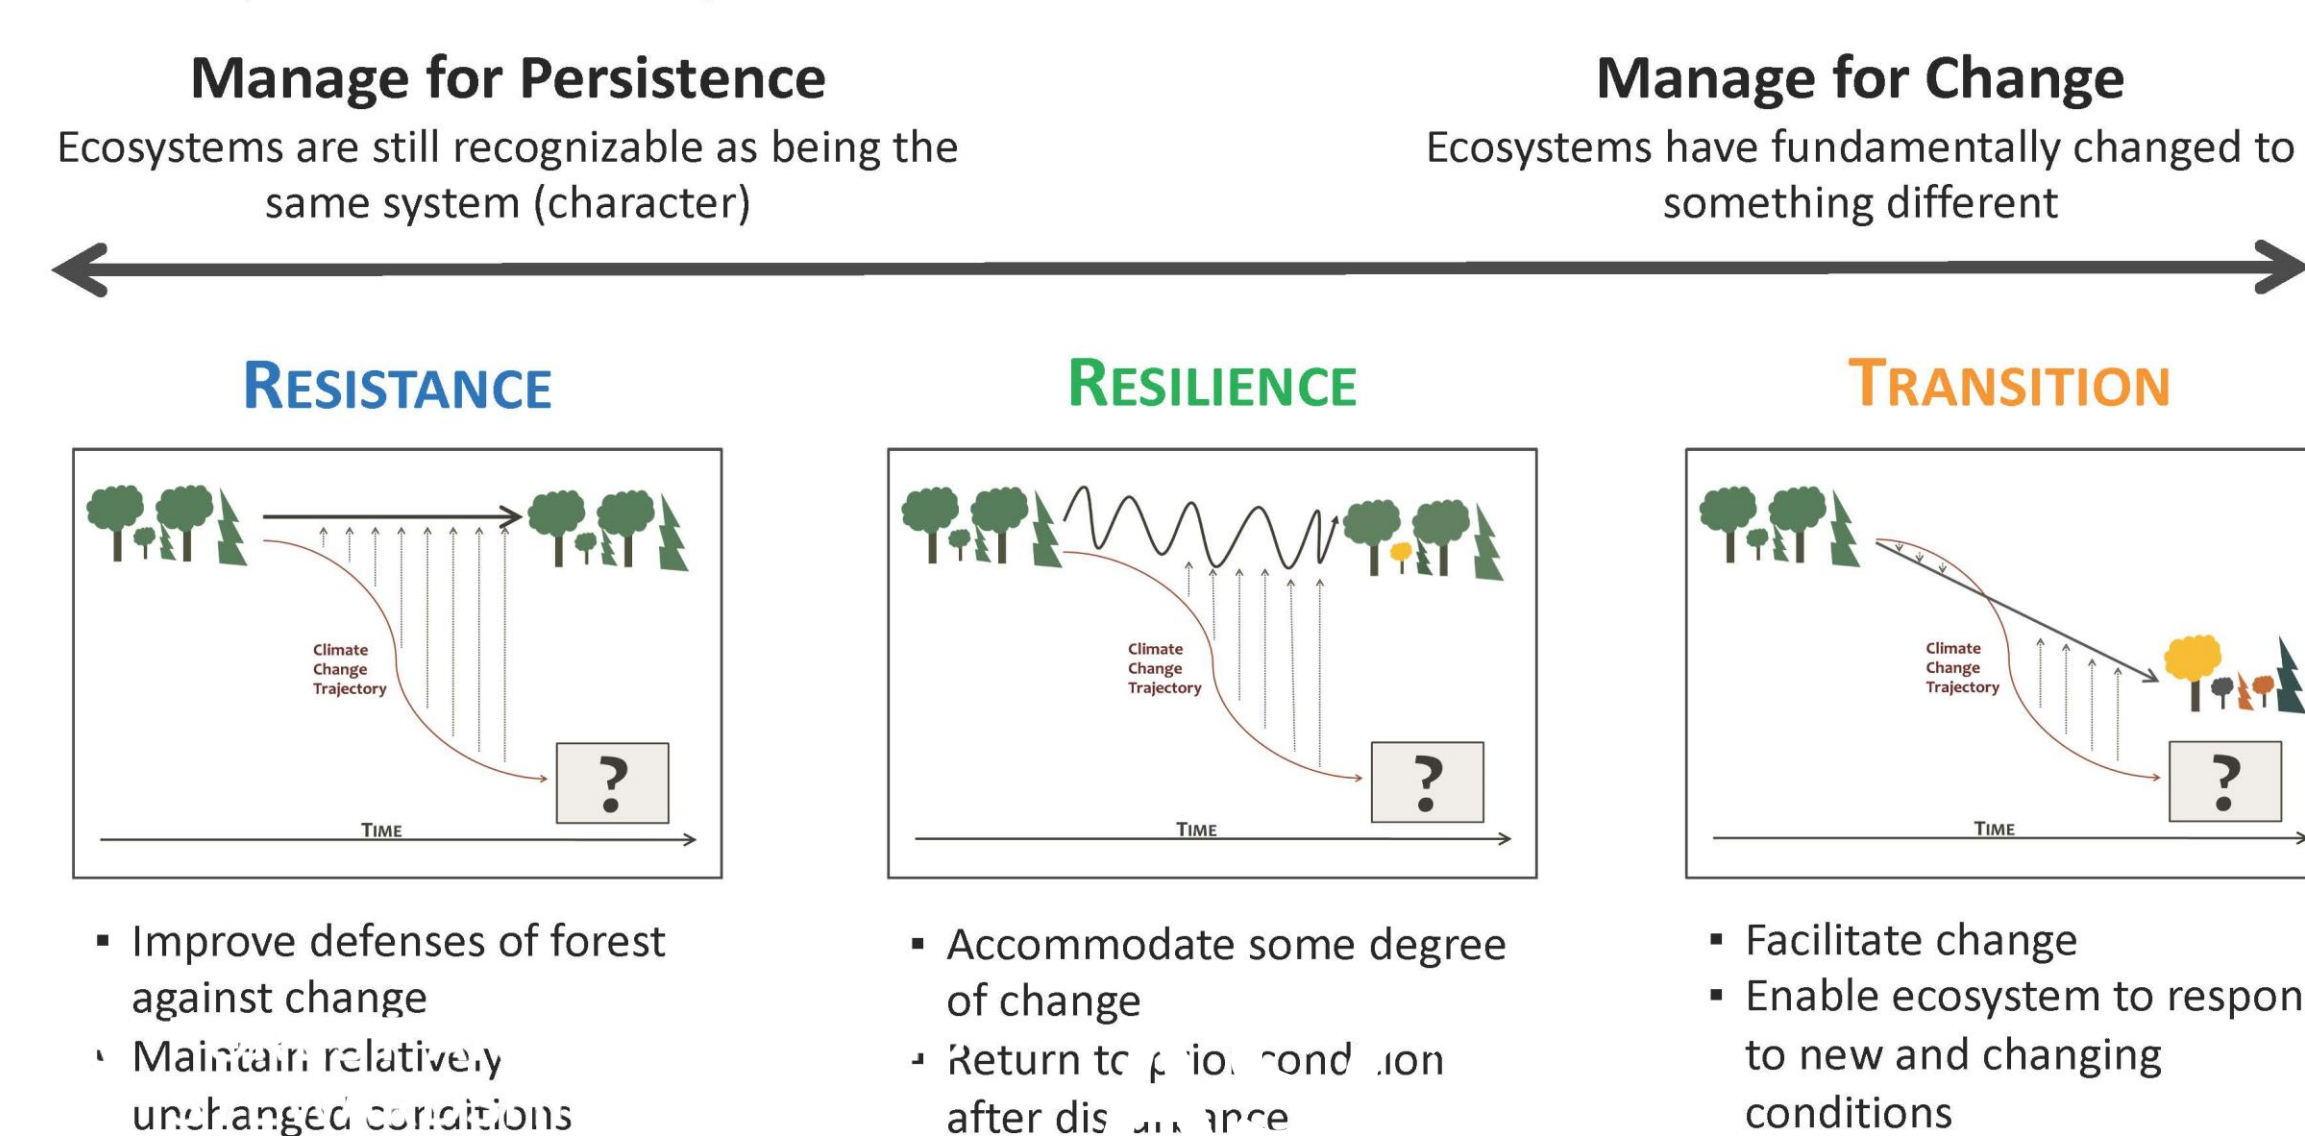 Manage for Persistence
Ecosystems are still recognizable as being the
same system (character)
Manage for Change
Ecosystems have fundamentally changed to
something different
RESISTANCE
RESILIENCE
TRANSITION
Climate
Change
Trajectory
?
TIME
Climate
Change
Trajectory
?
TIME
Climate
Change
Trajectory
?
TIME
▪ Improve defenses of forest
against change
Maintain relatively
unchanged conditions
▪ Accommodate some degree
of change
▪ Return to prior condition
after disturbance
▪ Facilitate change
▪ Enable ecosystem to respon
to new and changing
conditions